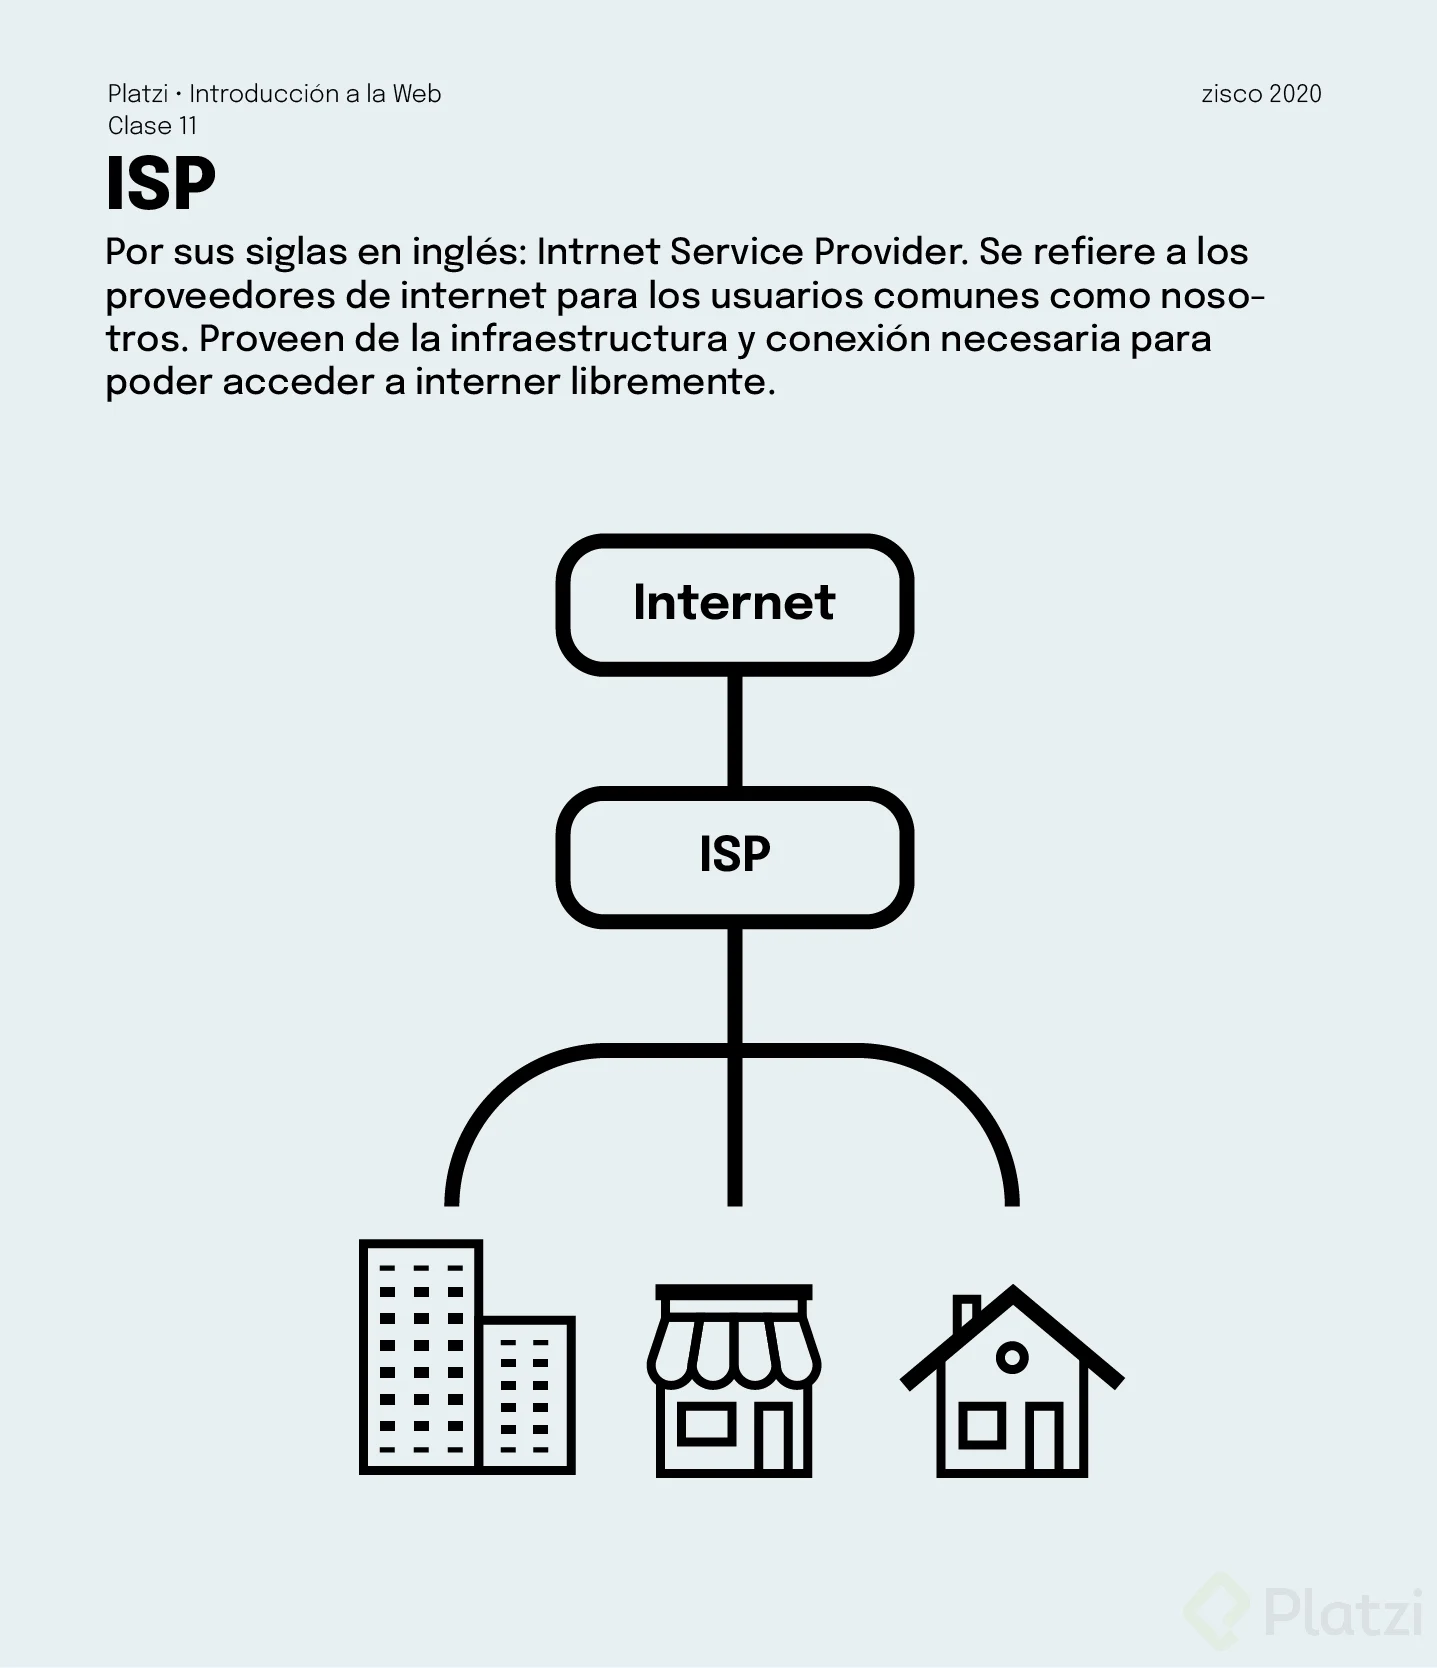 Platzi • Introducción a la Web
zisco 2020
Clase 11
ISP
Por sus siglas en inglés: Intrnet Service Provider. Se refiere a los
proveedores de internet para los usuarios comunes como noso-
tros. Proveen de la infraestructura y conexión necesaria para
poder acceder a interner libremente.
Internet
ISP
Platzi